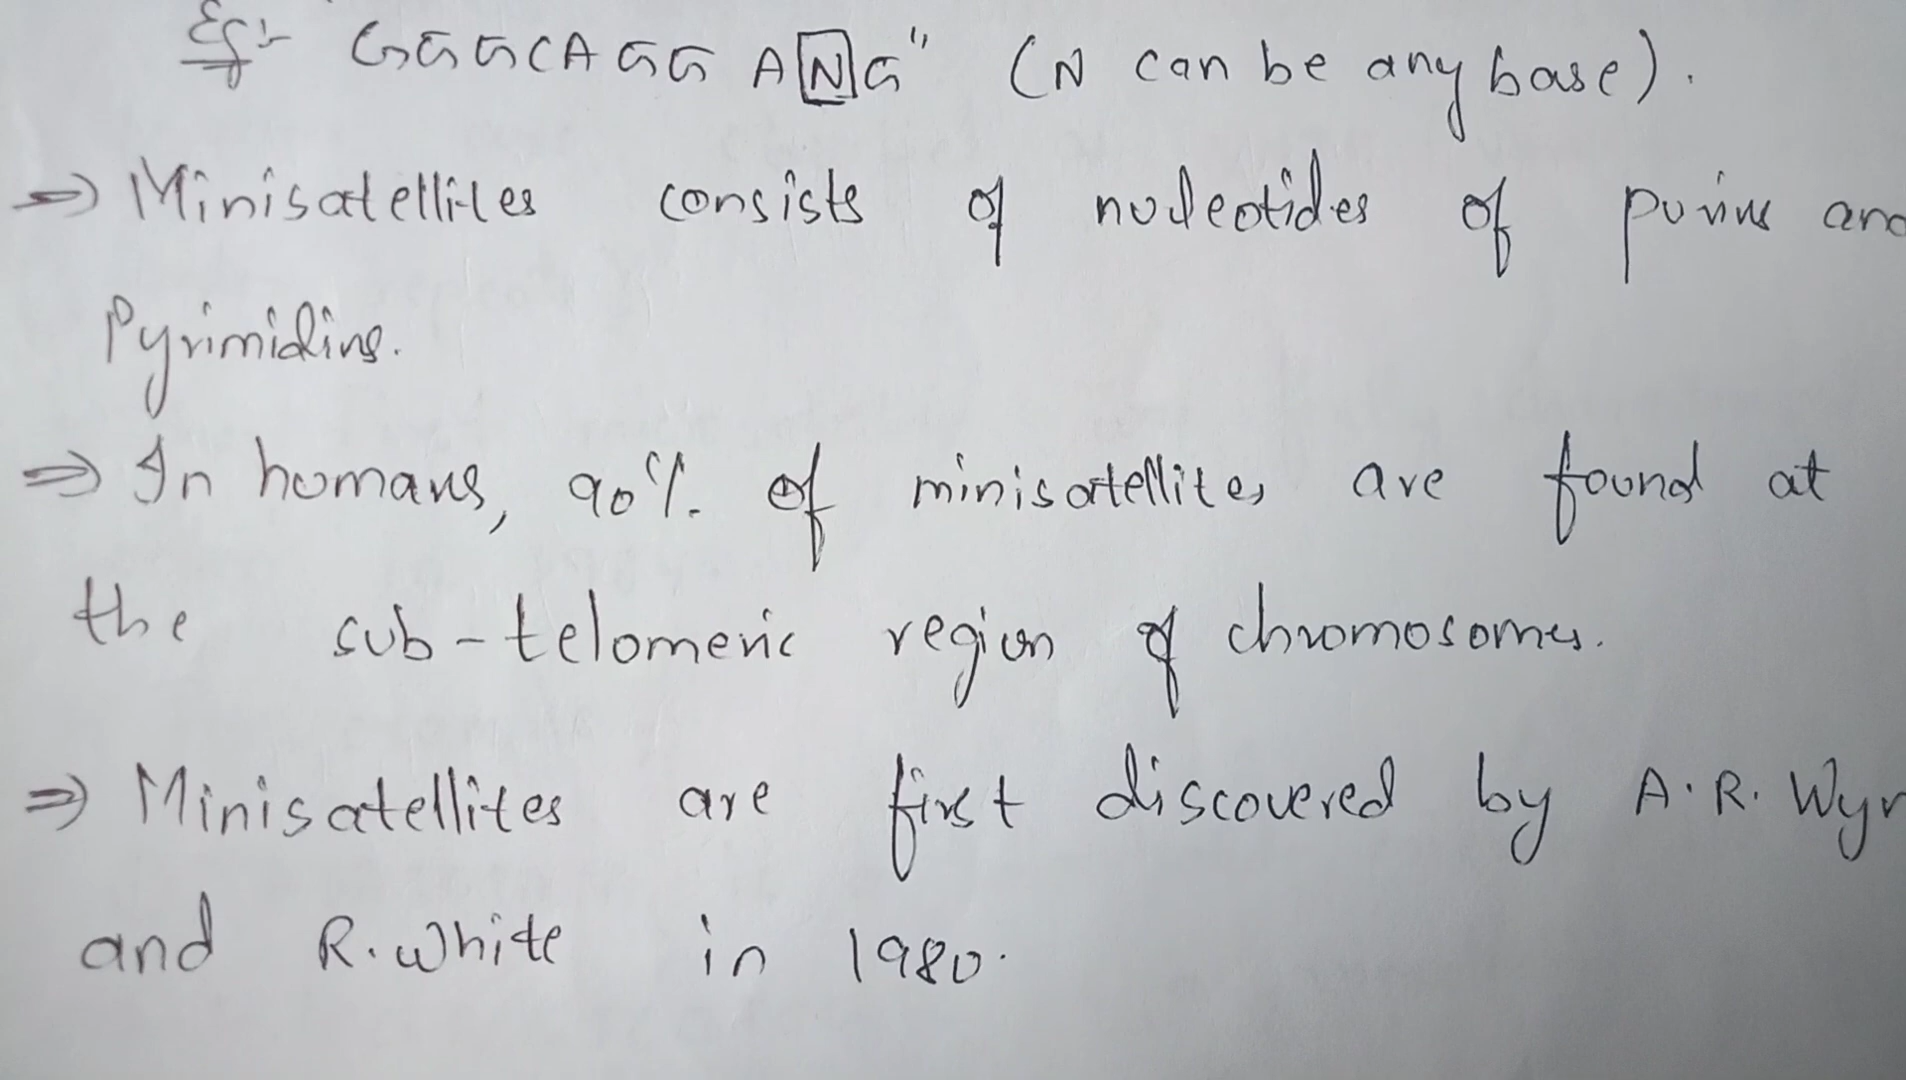 Eg:- GGGCAGG ANG" (N can be any base).
⇒ Minisatellites consists of nucleotides of purine and
Pyrimidine.
⇒ In humans, 90%. of minisatellites are found at
the sub-telomeric region of chromosomes.
⇒ Minisatellites are first discovered by A.R. Wyr
and R. White in 1980.